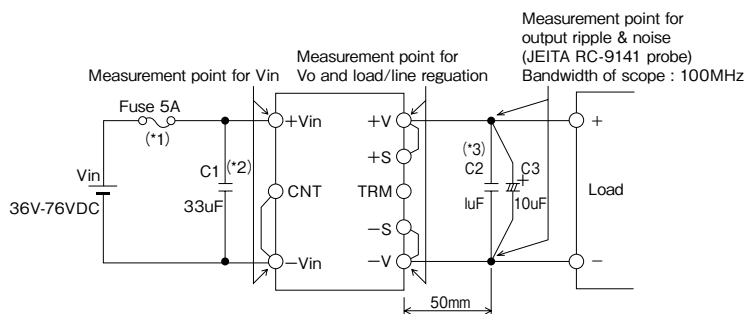 Measurement point for
output ripple & noise
(JEITA RC-9141 probe)
Bandwidth of scope : 100MHz
Measurement point for
Vo and load/line reguation
Measurement point for Vin
Fuse 5A
(*1)
+Vin
+V
+
(*2)
C1
33uF
+S
(*3)
C2
1uF
C3
+
10uF
Vin
36V-76VDC
CNT
TRM
Load
-S
-Vin
-V
-
50mm